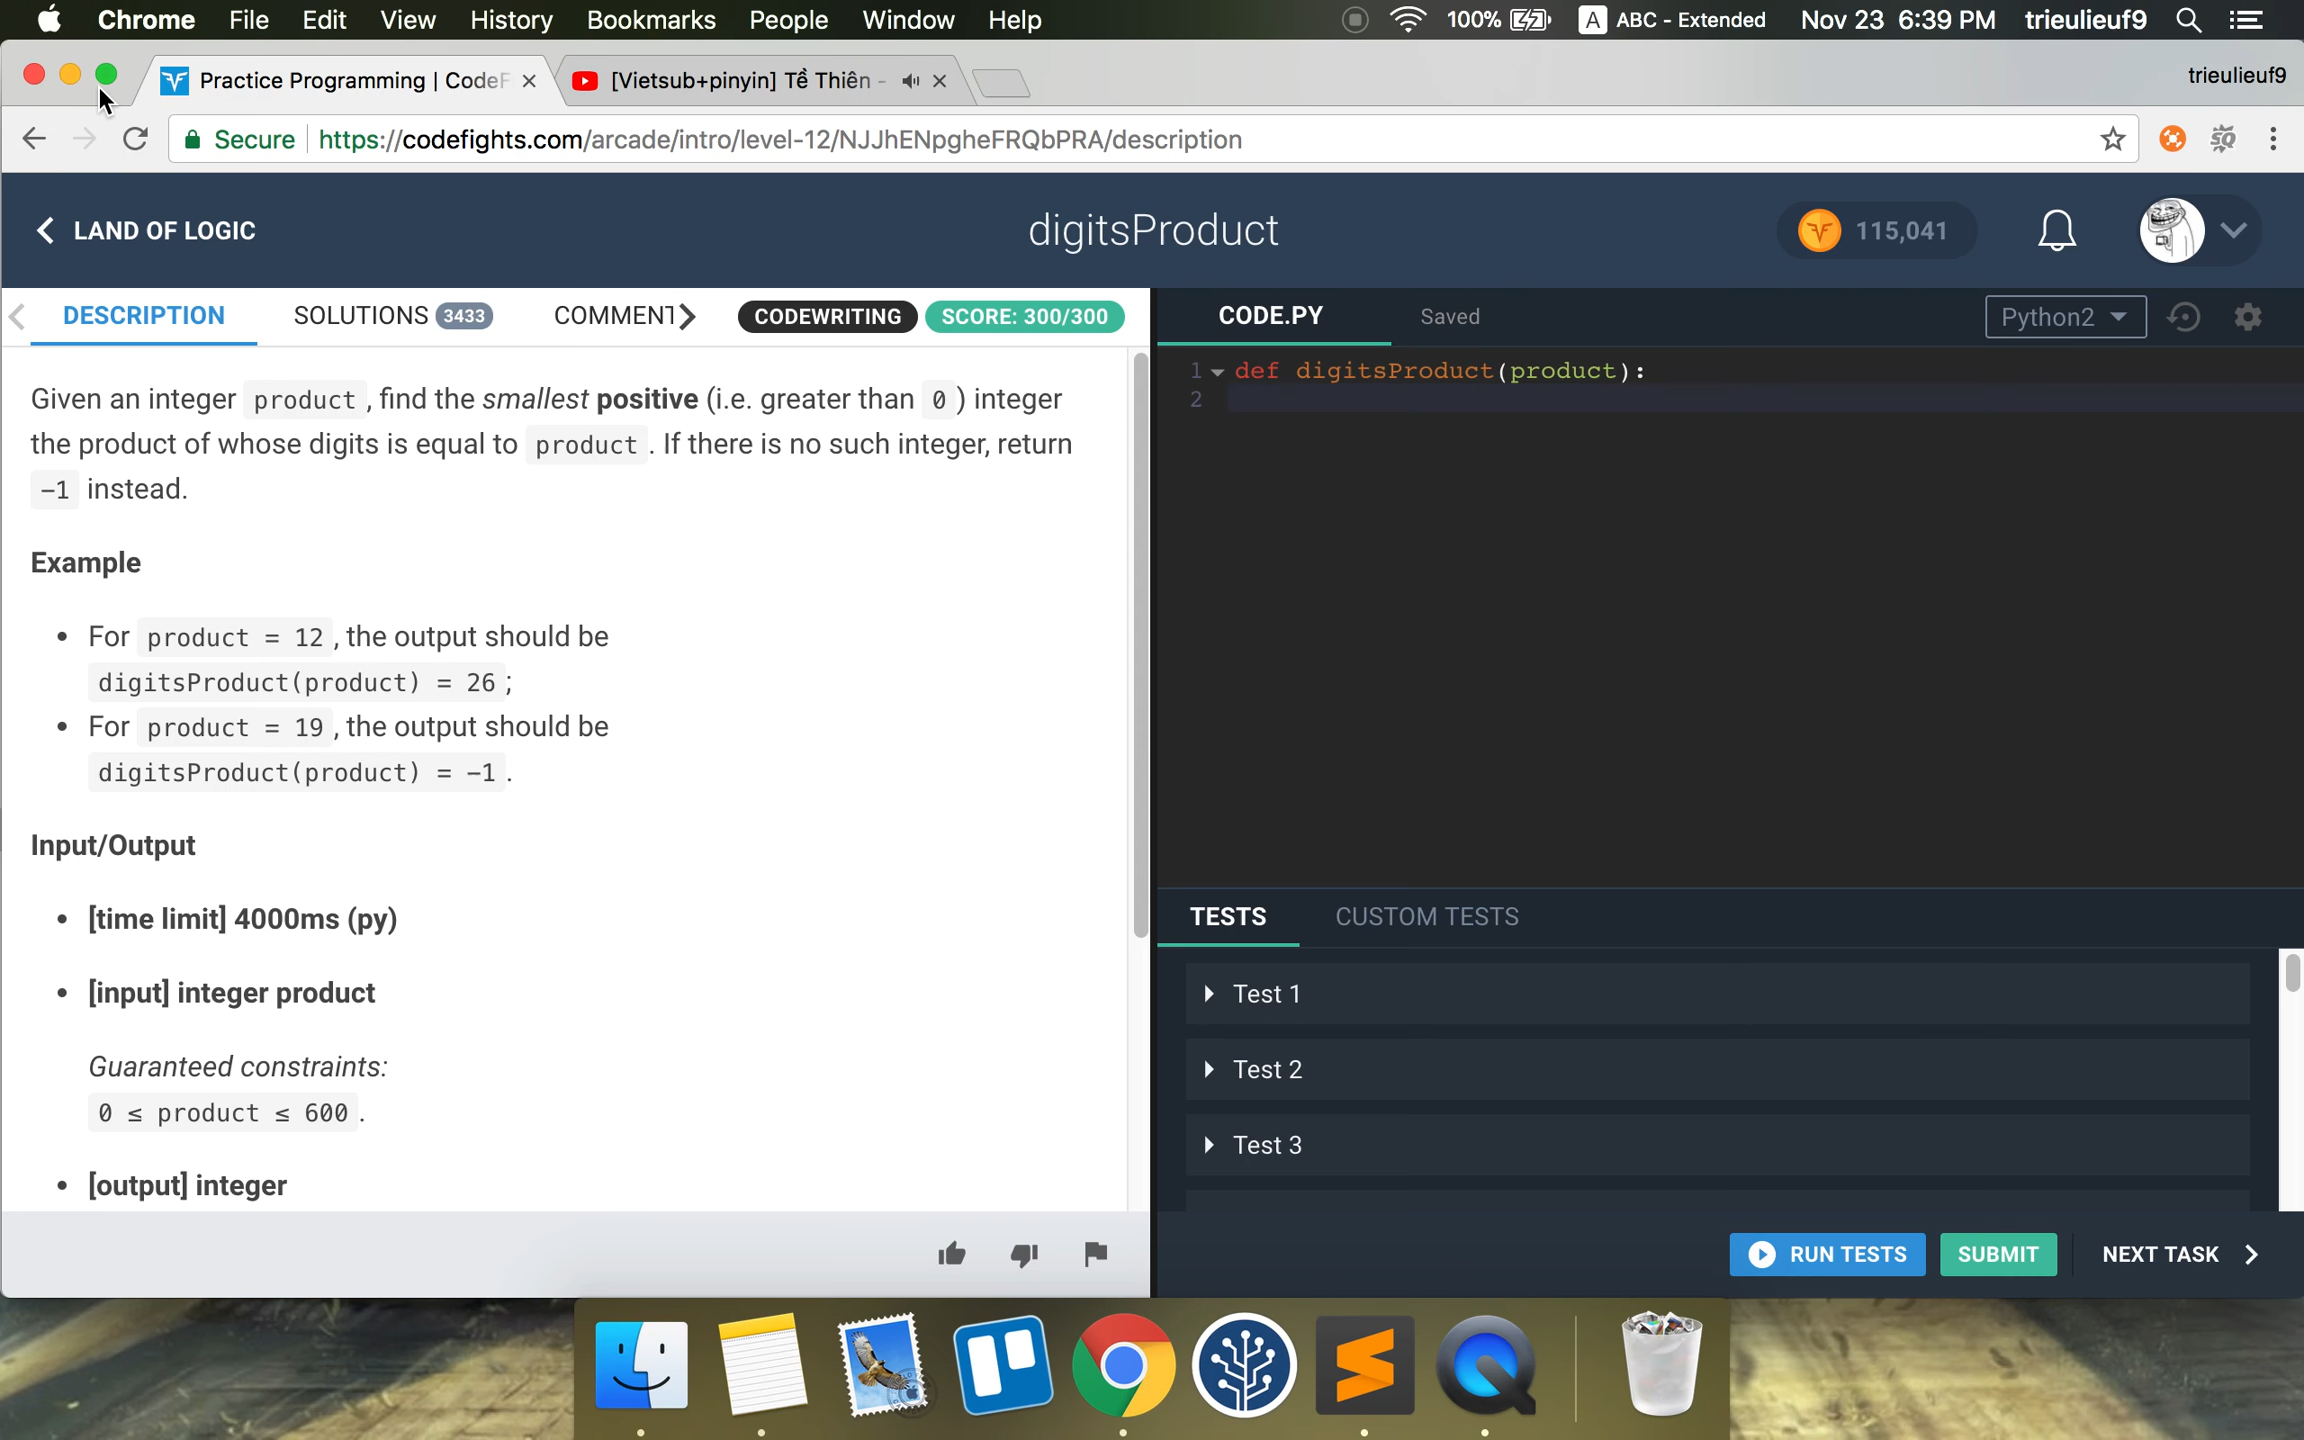 Chrome File Edit View History Bookmarks People Window Help 100% A ABC - Extended Nov 23 6:39 PM trieulieuf9
Practice Programming | CodeF [Vietsub+pinyin] Tề Thiên - trieulieuf9
Secure https://codefights.com/arcade/intro/level-12/NJJhENpgheFRQbPRA/description
LAND OF LOGIC digitsProduct 115,041
DESCRIPTION SOLUTIONS 3433 COMMENT CODEWRITING SCORE: 300/300
Given an integer product , find the smallest positive (i.e. greater than 0 ) integer
the product of whose digits is equal to product . If there is no such integer, return
-1 instead.
Example
• For product = 12 , the output should be
digitsProduct(product) = 26 ;
• For product = 19 , the output should be
digitsProduct(product) = -1 .
Input/Output
• [time limit] 4000ms (py)
• [input] integer product
Guaranteed constraints:
0 ≤ product ≤ 600 .
• [output] integer
CODE.PY Saved Python2
1 def digitsProduct(product):
2
TESTS CUSTOM TESTS
Test 1
Test 2
Test 3
RUN TESTS SUBMIT NEXT TASK